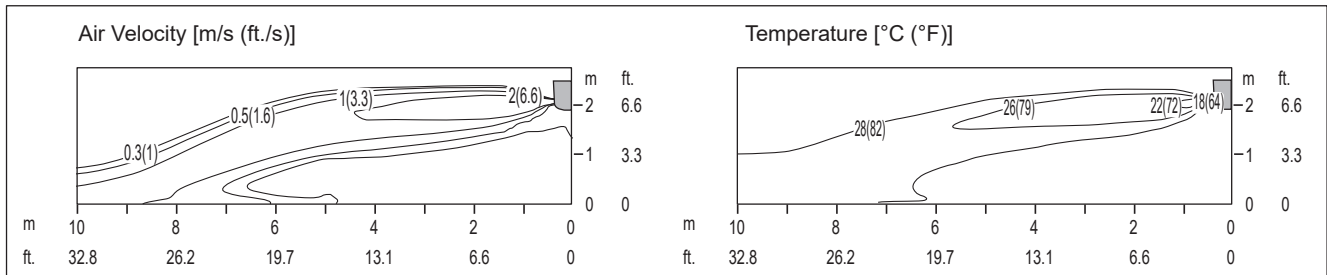 Air Velocity [m/s (ft./s)]
0.3(1)
0.5(1.6)
1(3.3)
2(6.6)
m ft.
2 6.6
1 3.3
0 0
m 10 8 6 4 2 0
ft. 32.8 26.2 19.7 13.1 6.6 0
Temperature [°C (°F)]
28(82)
26(79)
22(72)
18(64)
m ft.
2 6.6
1 3.3
0 0
m 10 8 6 4 2 0
ft. 32.8 26.2 19.7 13.1 6.6 0